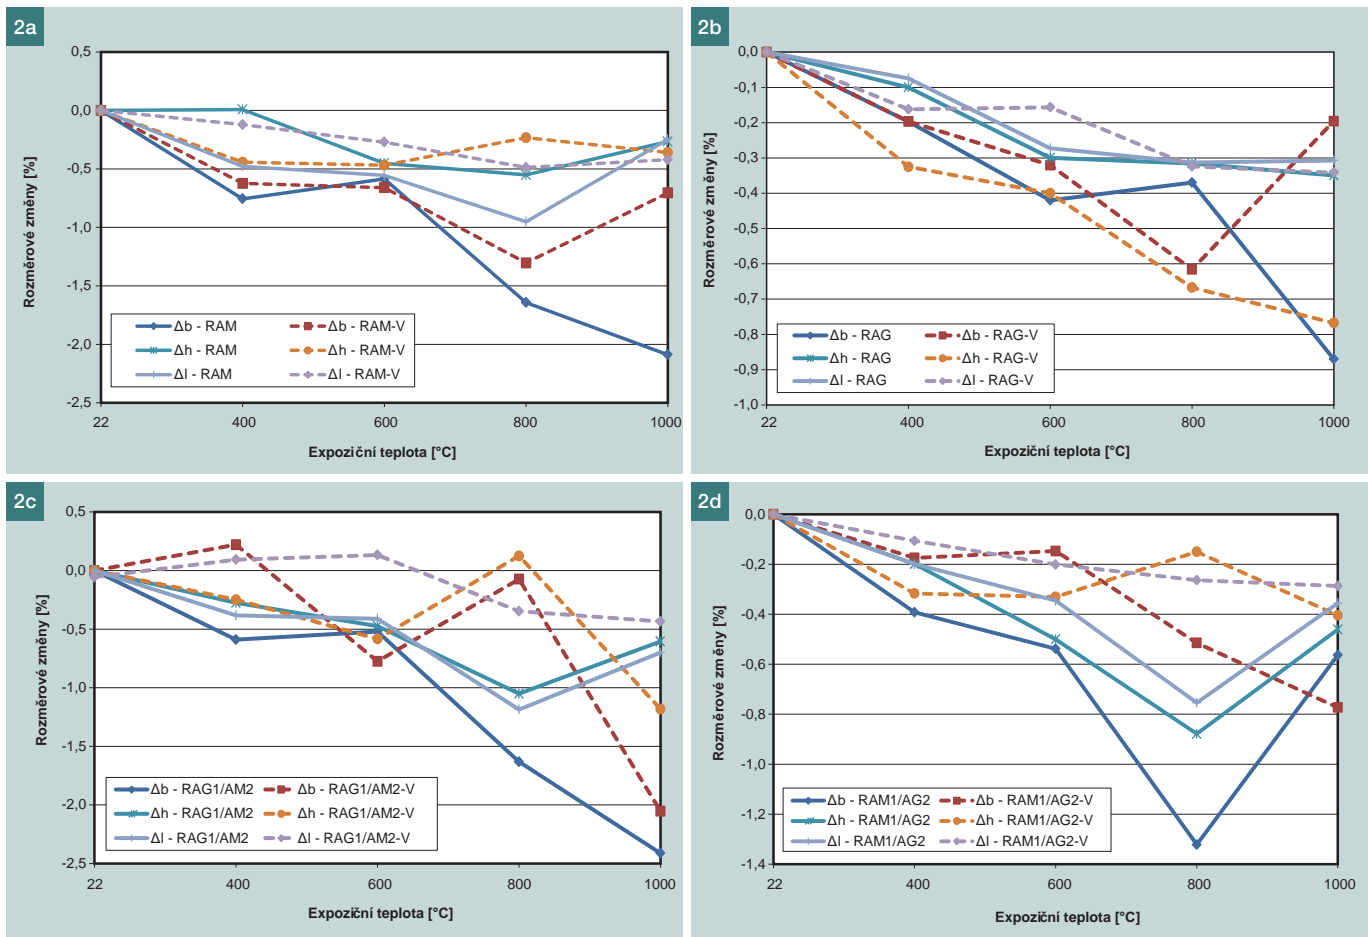 2a
0,5
0,0
-0,5
-1,0
-1,5
-2,0
-2,5
Rozměrové změny [%]
Δb - RAM Δb - RAM-V
Δh - RAM Δh - RAM-V
Δl - RAM Δl - RAM-V
22 400 600 800 1000
Expoziční teplota [°C]
2b
0,0
-0,1
-0,2
-0,3
-0,4
-0,5
-0,6
-0,7
-0,8
-0,9
-1,0
Rozměrové změny [%]
Δb - RAG Δb - RAG-V
Δh - RAG Δh - RAG-V
Δl - RAG Δl - RAG-V
22 400 600 800 1000
Expoziční teplota [°C]
2c
0,5
0,0
-0,5
-1,0
-1,5
-2,0
-2,5
Rozměrové změny [%]
Δb - RAG1/AM2 Δb - RAG1/AM2-V
Δh - RAG1/AM2 Δh - RAG1/AM2-V
Δl - RAG1/AM2 Δl - RAG1/AM2-V
22 400 600 800 1000
Expoziční teplota [°C]
2d
0,0
-0,2
-0,4
-0,6
-0,8
-1,0
-1,2
-1,4
Rozměrové změny [%]
Δb - RAM1/AG2 Δb - RAM1/AG2-V
Δh - RAM1/AG2 Δh - RAM1/AG2-V
Δl - RAM1/AG2 Δl - RAM1/AG2-V
22 400 600 800 1000
Expoziční teplota [°C]